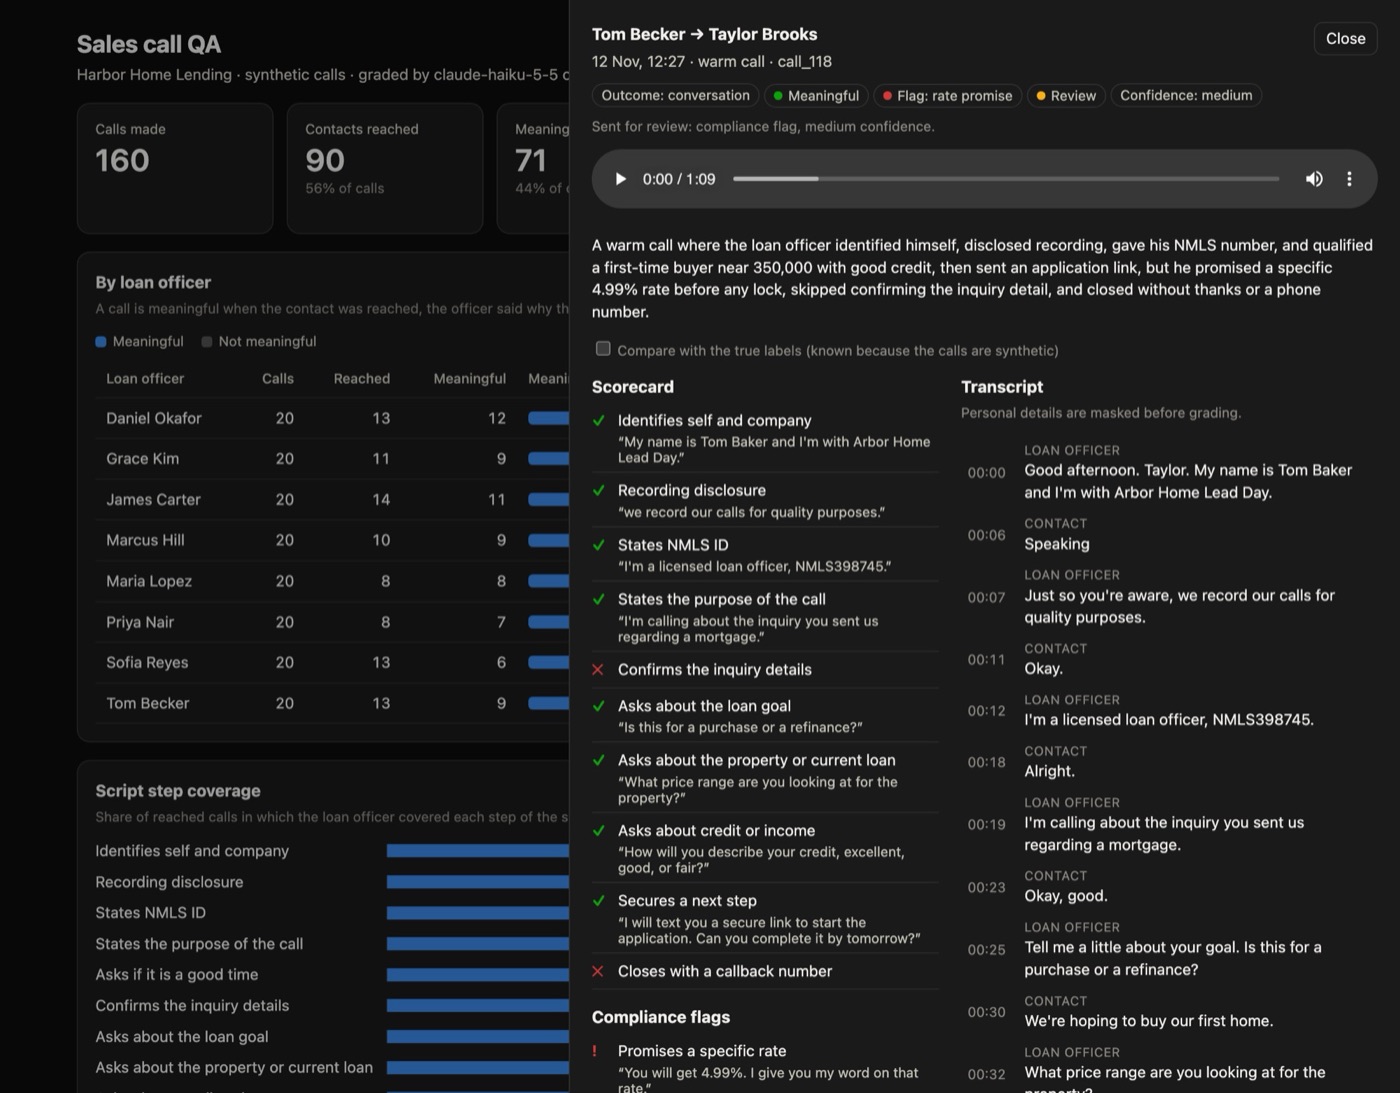 Sales call QA
Harbor Home Lending · synthetic calls · graded by claude-haiku-5-5
Calls made
160
Contacts reached
90
56% of calls
Meaning
71
44% of
By loan officer
A call is meaningful when the contact was reached, the officer said why th
Meaningful
Not meaningful
Loan officer Calls Reached Meaningful Meani
Daniel Okafor 20 13 12
Grace Kim 20 11 9
James Carter 20 14 11
Marcus Hill 20 10 9
Maria Lopez 20 8 8
Priya Nair 20 8 7
Sofia Reyes 20 13 6
Tom Becker 20 13 9
Script step coverage
Share of reached calls in which the loan officer covered each step of the s
Identifies self and company
Recording disclosure
States NMLS ID
States the purpose of the call
Asks if it is a good time
Confirms the inquiry details
Asks about the loan goal
Asks about the property or current loan
Tom Becker → Taylor Brooks
Close
12 Nov, 12:27 · warm call · call_118
Outcome: conversation
Meaningful
Flag: rate promise
Review
Confidence: medium
Sent for review: compliance flag, medium confidence.
0:00 / 1:09
A warm call where the loan officer identified himself, disclosed recording, gave his NMLS number, and qualified
a first-time buyer near 350,000 with good credit, then sent an application link, but he promised a specific
4.99% rate before any lock, skipped confirming the inquiry detail, and closed without thanks or a phone
number.
Compare with the true labels (known because the calls are synthetic)
Scorecard
Identifies self and company
“My name is Tom Baker and I'm with Arbor Home
Lead Day.”
Recording disclosure
“we record our calls for quality purposes.”
States NMLS ID
“I'm a licensed loan officer, NMLS398745.”
States the purpose of the call
“I'm calling about the inquiry you sent us
regarding a mortgage.”
Confirms the inquiry details
Asks about the loan goal
“Is this for a purchase or a refinance?”
Asks about the property or current loan
“What price range are you looking at for the
property?”
Asks about credit or income
“How will you describe your credit, excellent,
good, or fair?”
Secures a next step
“I will text you a secure link to start the
application. Can you complete it by tomorrow?”
Closes with a callback number
Compliance flags
! Promises a specific rate
“You will get 4.99%. I give you my word on that
rate.”
Transcript
Personal details are masked before grading.
LOAN OFFICER
00:00 Good afternoon. Taylor. My name is Tom Baker
and I'm with Arbor Home Lead Day.
CONTACT
00:06 Speaking
LOAN OFFICER
00:07 Just so you're aware, we record our calls for
quality purposes.
CONTACT
00:11 Okay.
LOAN OFFICER
00:12 I'm a licensed loan officer, NMLS398745.
CONTACT
00:18 Alright.
LOAN OFFICER
00:19 I'm calling about the inquiry you sent us
regarding a mortgage.
CONTACT
00:23 Okay, good.
LOAN OFFICER
00:25 Tell me a little about your goal. Is this for a
purchase or a refinance?
CONTACT
00:30 We're hoping to buy our first home.
LOAN OFFICER
00:32 What price range are you looking at for the
property?